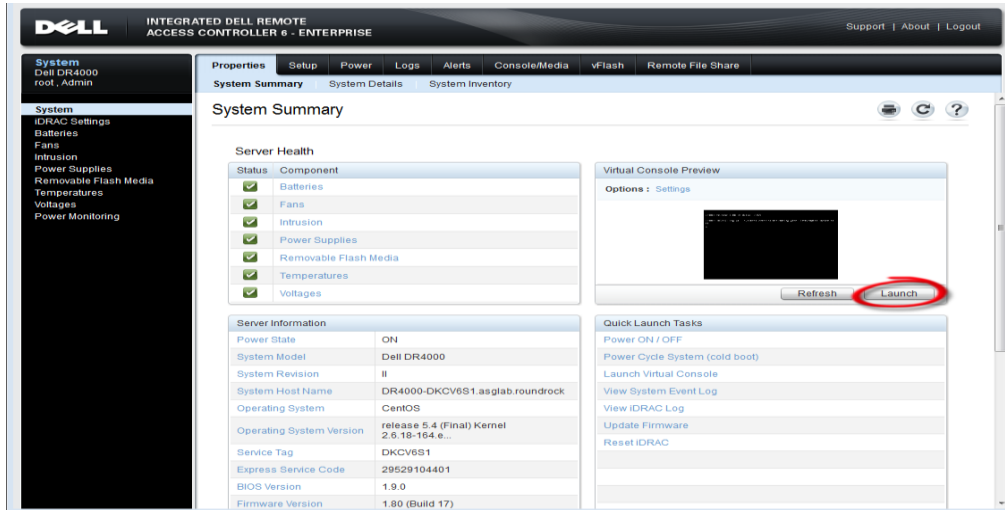 DELL
INTEGRATED DELL REMOTE
ACCESS CONTROLLER 6 - ENTERPRISE
Support | About | Logout
System
Dell DR4000
root , Admin
Properties Setup Power Logs Alerts Console/Media vFlash Remote File Share
System Summary System Details System Inventory
System
iDRAC Settings
Batteries
Fans
Intrusion
Power Supplies
Removable Flash Media
Temperatures
Voltages
Power Monitoring
System Summary
?
Server Health
Status Component
Batteries
Fans
Intrusion
Power Supplies
Removable Flash Media
Temperatures
Voltages
Virtual Console Preview
Options : Settings
Refresh Launch
Server Information
Power State ON
System Model Dell DR4000
System Revision II
System Host Name DR4000-DKCV6S1.asglab.roundrock
Operating System CentOS
Operating System Version release 5.4 (Final) Kernel
2.6.18-164.e...
Service Tag DKCV6S1
Express Service Code 29529104401
BIOS Version 1.9.0
Firmware Version 1.80 (Build 17)
Quick Launch Tasks
Power ON / OFF
Power Cycle System (cold boot)
Launch Virtual Console
View System Event Log
View iDRAC Log
Update Firmware
Reset iDRAC